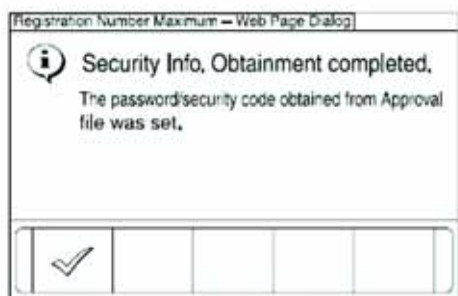 Registration Number Maximum — Web Page Dialog
Security Info. Obtainment completed.
The password/security code obtained from Approval
file was set.